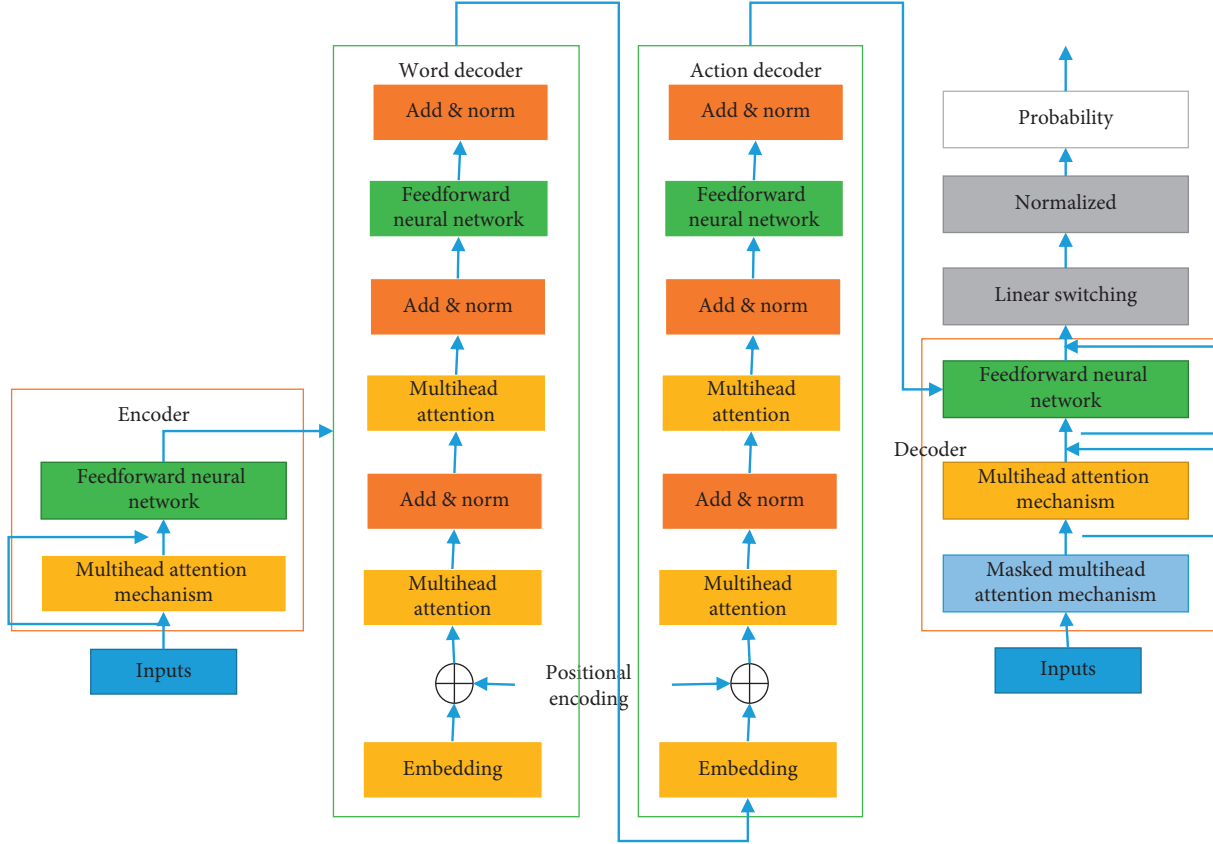 Encoder
Feedforward neural
network
Multihead attention
mechanism
Inputs
Word decoder
Add & norm
Feedforward
neural network
Add & norm
Multihead
attention
Add & norm
Multihead
attention
Embedding
Positional
encoding
Action decoder
Add & norm
Feedforward
neural network
Add & norm
Multihead
attention
Add & norm
Multihead
attention
Embedding
Probability
Normalized
Linear switching
Feedforward neural
network
Decoder
Multihead attention
mechanism
Masked multihead
attention mechanism
Inputs